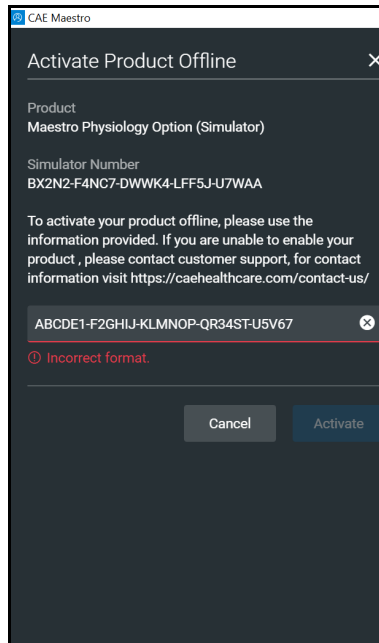 CAE Maestro
Activate Product Offline
Product
Maestro Physiology Option (Simulator)
Simulator Number
BX2N2-F4NC7-DWWK4-LFF5J-U7WAA
To activate your product offline, please use the
information provided. If you are unable to enable your
product , please contact customer support, for contact
information visit https://caehealthcare.com/contact-us/
ABCDE1-F2GHIJ-KLMNOP-QR34ST-U5V67
Incorrect format.
Cancel Activate